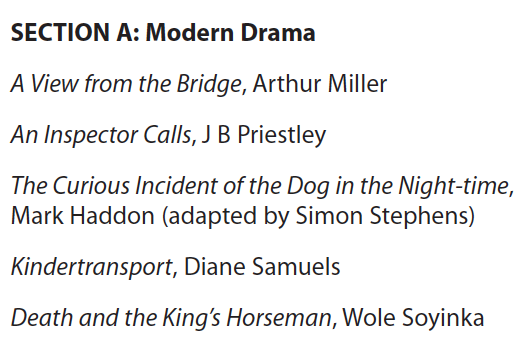 SECTION A: Modern Drama
A View from the Bridge, Arthur Miller
An Inspector Calls, J B Priestley
The Curious Incident of the Dog in the Night-time,
Mark Haddon (adapted by Simon Stephens)
Kindertransport, Diane Samuels
Death and the King’s Horseman, Wole Soyinka